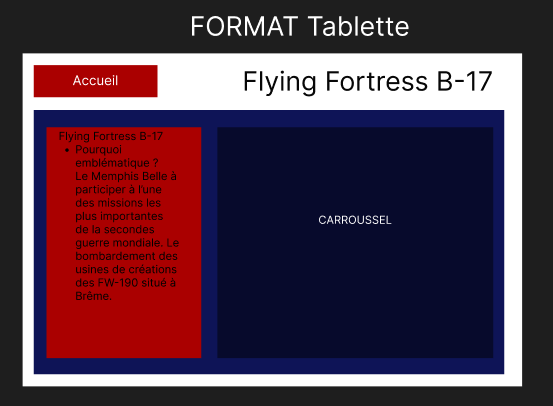 FORMAT Tablette
Accueil
Flying Fortress B-17
Flying Fortress B-17
• Pourquoi
emblématique ?
Le Memphis Belle à
participer à l'une
des missions les
plus importantes
de la secondes
guerre mondiale. Le
bombardement des
usines de créations
des FW-190 situé à
Brême.
CARROUSSEL